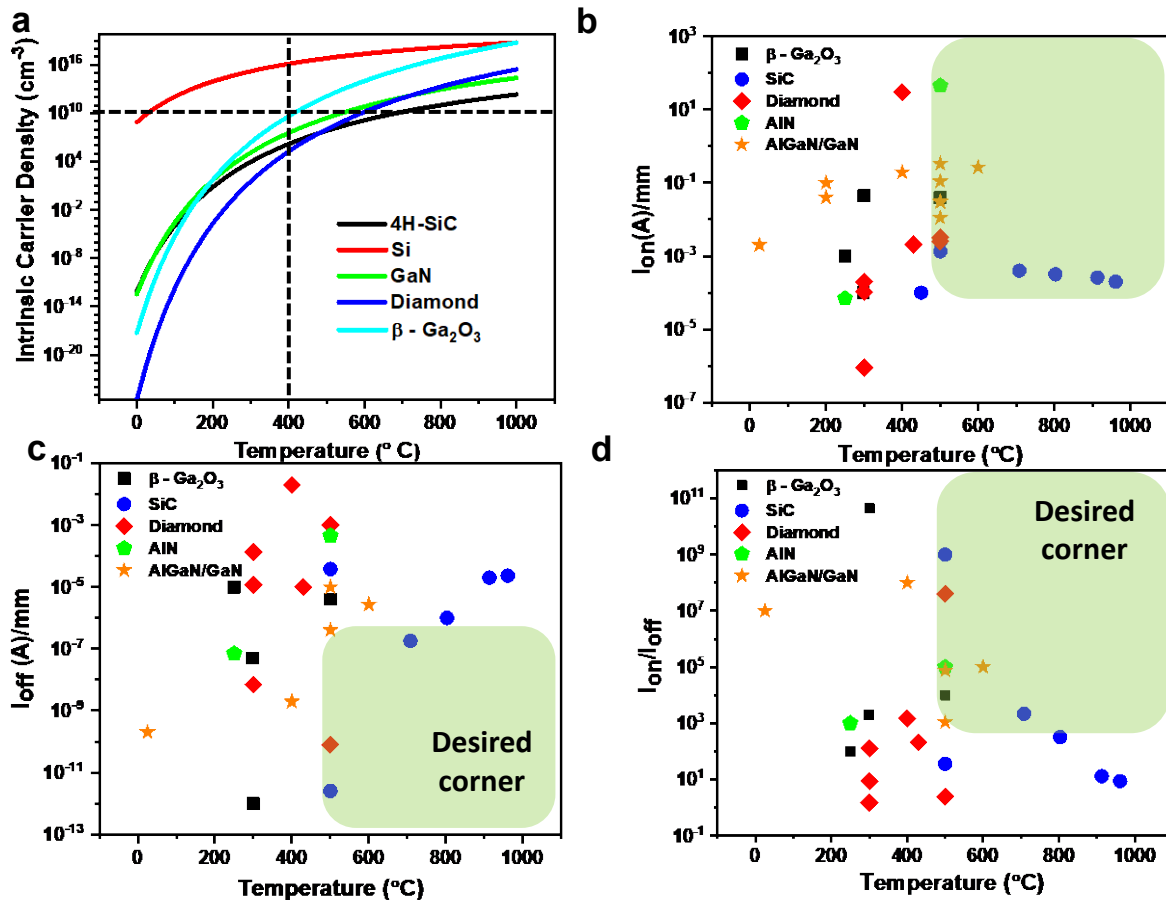 a
Intrinsic Carrier Density (cm⁻³)
10¹⁶
10¹⁰
10⁴
10⁻²
10⁻⁸
10⁻¹⁴
10⁻²⁰
4H-SiC
Si
GaN
Diamond
β - Ga₂O₃
0 200 400 600 800 1000
Temperature (° C)
b
I_on(A)/mm
10³
10¹
10⁻¹
10⁻³
10⁻⁵
10⁻⁷
β - Ga₂O₃
SiC
Diamond
AlN
AlGaN/GaN
0 200 400 600 800 1000
Temperature (°C)
c
I_off (A)/mm
10⁻¹
10⁻³
10⁻⁵
10⁻⁷
10⁻⁹
10⁻¹¹
10⁻¹³
β - Ga₂O₃
SiC
Diamond
AlN
AlGaN/GaN
Desired
corner
0 200 400 600 800 1000
Temperature (°C)
d
I_on/I_off
10¹¹
10⁹
10⁷
10⁵
10³
10¹
10⁻¹
β - Ga₂O₃
SiC
Diamond
AlN
AlGaN/GaN
Desired
corner
0 200 400 600 800 1000
Temperature (°C)